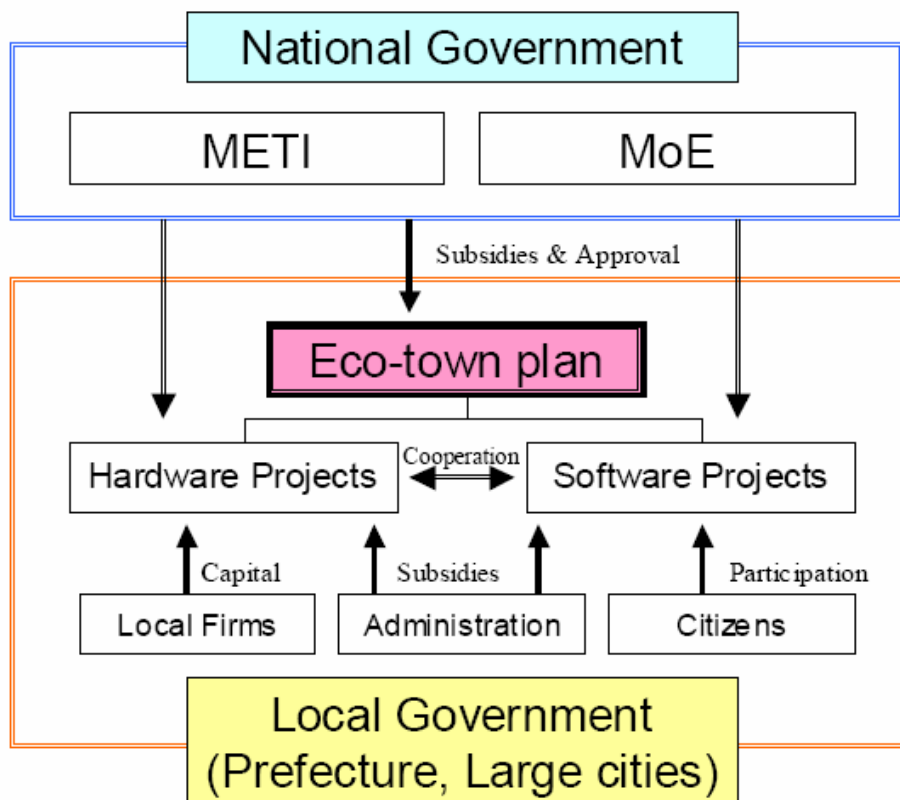 National Government
METI
MoE
Subsidies & Approval
Eco-town plan
Hardware Projects
Cooperation
Software Projects
Capital
Subsidies
Participation
Local Firms
Administration
Citizens
Local Government
(Prefecture, Large cities)